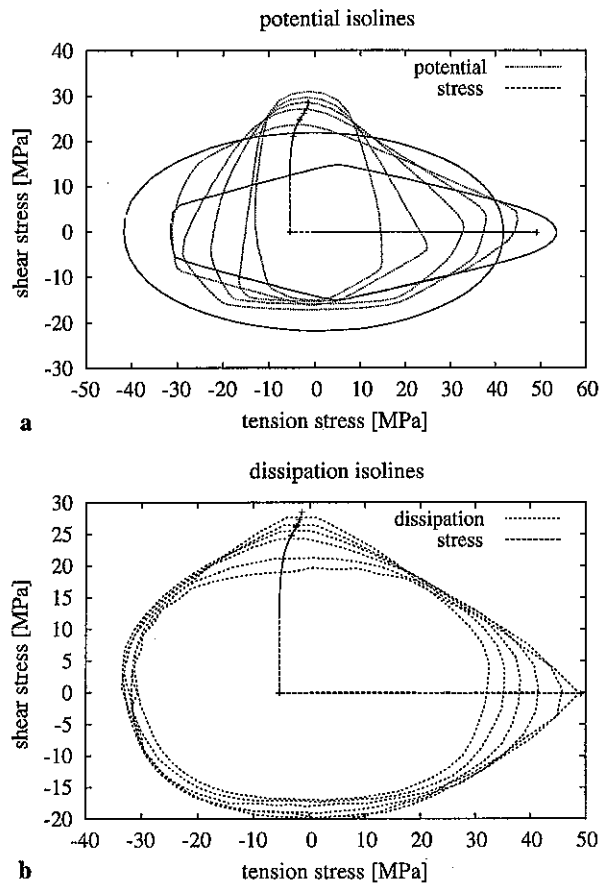 potential isolines
40
30
20
10
0
-10
-20
-30
shear stress [MPa]
potential
stress
-50 -40 -30 -20 -10 0 10 20 30 40 50 60
a
tension stress [MPa]
dissipation isolines
30
25
20
15
10
5
0
-5
-10
-15
-20
shear stress [MPa]
dissipation
stress
-40 -30 -20 -10 0 10 20 30 40 50
b
tension stress [MPa]